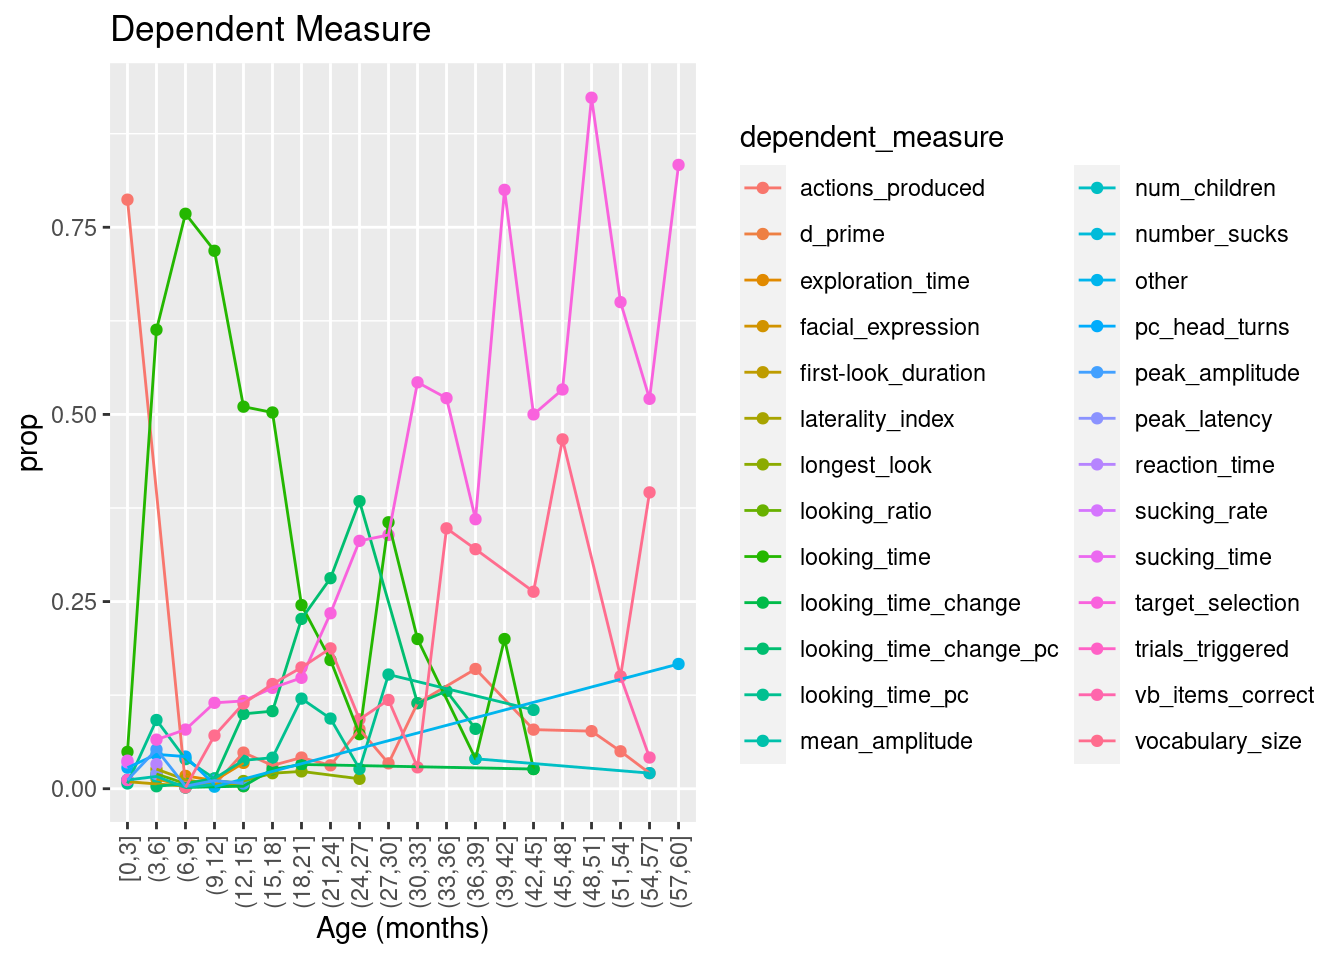 Dependent Measure
prop
0.75
0.50
0.25
0.00
[0,3]
(3,6]
(6,9]
(9,12]
(12,15]
(15,18]
(18,21]
(21,24]
(24,27]
(27,30]
(30,33]
(33,36]
(36,39]
(39,42]
(42,45]
(45,48]
(48,51]
(51,54]
(54,57]
(57,60]
Age (months)
dependent_measure
actions_produced
d_prime
exploration_time
facial_expression
first-look_duration
laterality_index
longest_look
looking_ratio
looking_time
looking_time_change
looking_time_change_pc
looking_time_pc
mean_amplitude
num_children
number_sucks
other
pc_head_turns
peak_amplitude
peak_latency
reaction_time
sucking_rate
sucking_time
target_selection
trials_triggered
vb_items_correct
vocabulary_size